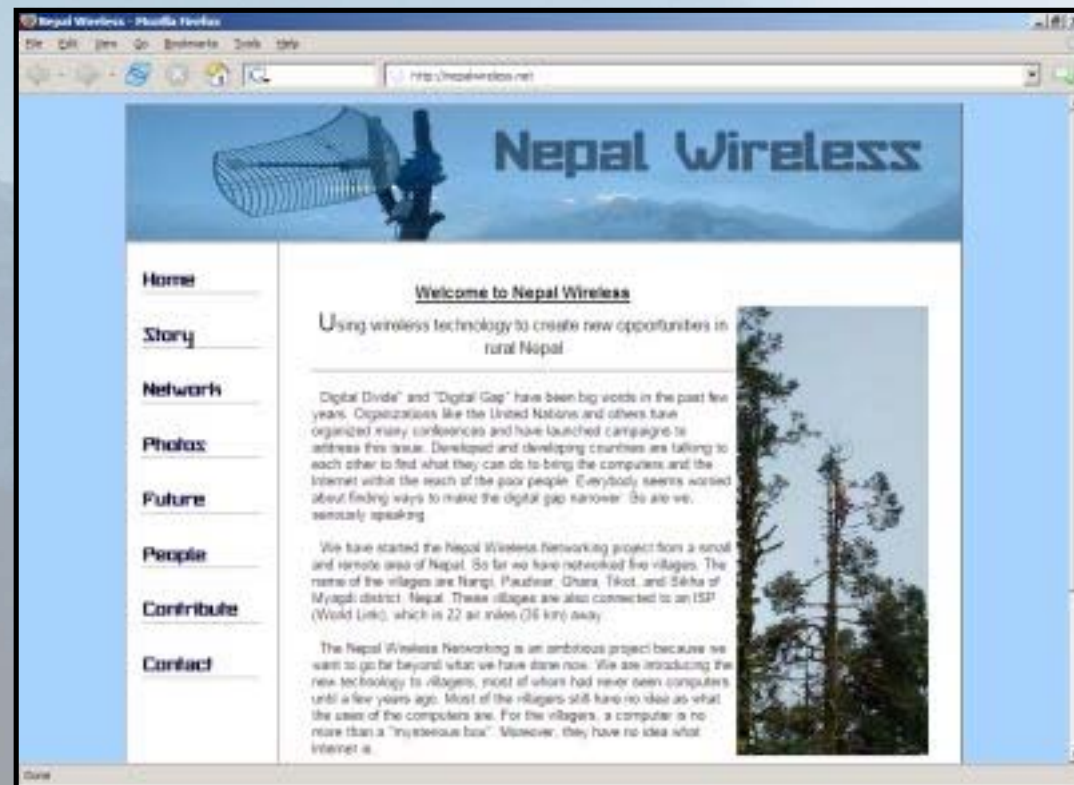 Nepal Wireless - Mozilla Firefox
File Edit View Go Bookmarks Tools Help
http://nepalwireless.net
Nepal Wireless
Home
Story
Network
Photos
Future
People
Contribute
Contact
Welcome to Nepal Wireless
Using wireless technology to create new opportunities in
rural Nepal
Digital Divide" and "Digital Gap" have been big words in the past few
years. Organizations like the United Nations and others have
organized many conferences and have launched campaigns to
address this issue. Developed and developing countries are talking to
each other to find what they can do to bring the computers and the
Internet within the reach of the poor people. Everybody seems worried
about finding ways to make the digital gap narrower. So are we,
seriously speaking.
We have started the Nepal Wireless Networking project from a small
and remote area of Nepal. So far we have networked five villages. The
name of the villages are Nangi, Paudwar, Ghara, Tikot, and Sikha of
Myagdi district, Nepal. These villages are also connected to an ISP
(World Link), which is 22 air miles (36 km) away.
The Nepal Wireless Networking is an ambitious project because we
want to go far beyond what we have done now. We are introducing the
new technology to villagers, most of whom had never seen computers
until a few years ago. Most of the villagers still have no idea as what
the uses of the computers are. For the villagers, a computer is no
more than a "mysterious box". Moreover, they have no idea what
Internet is.
Done